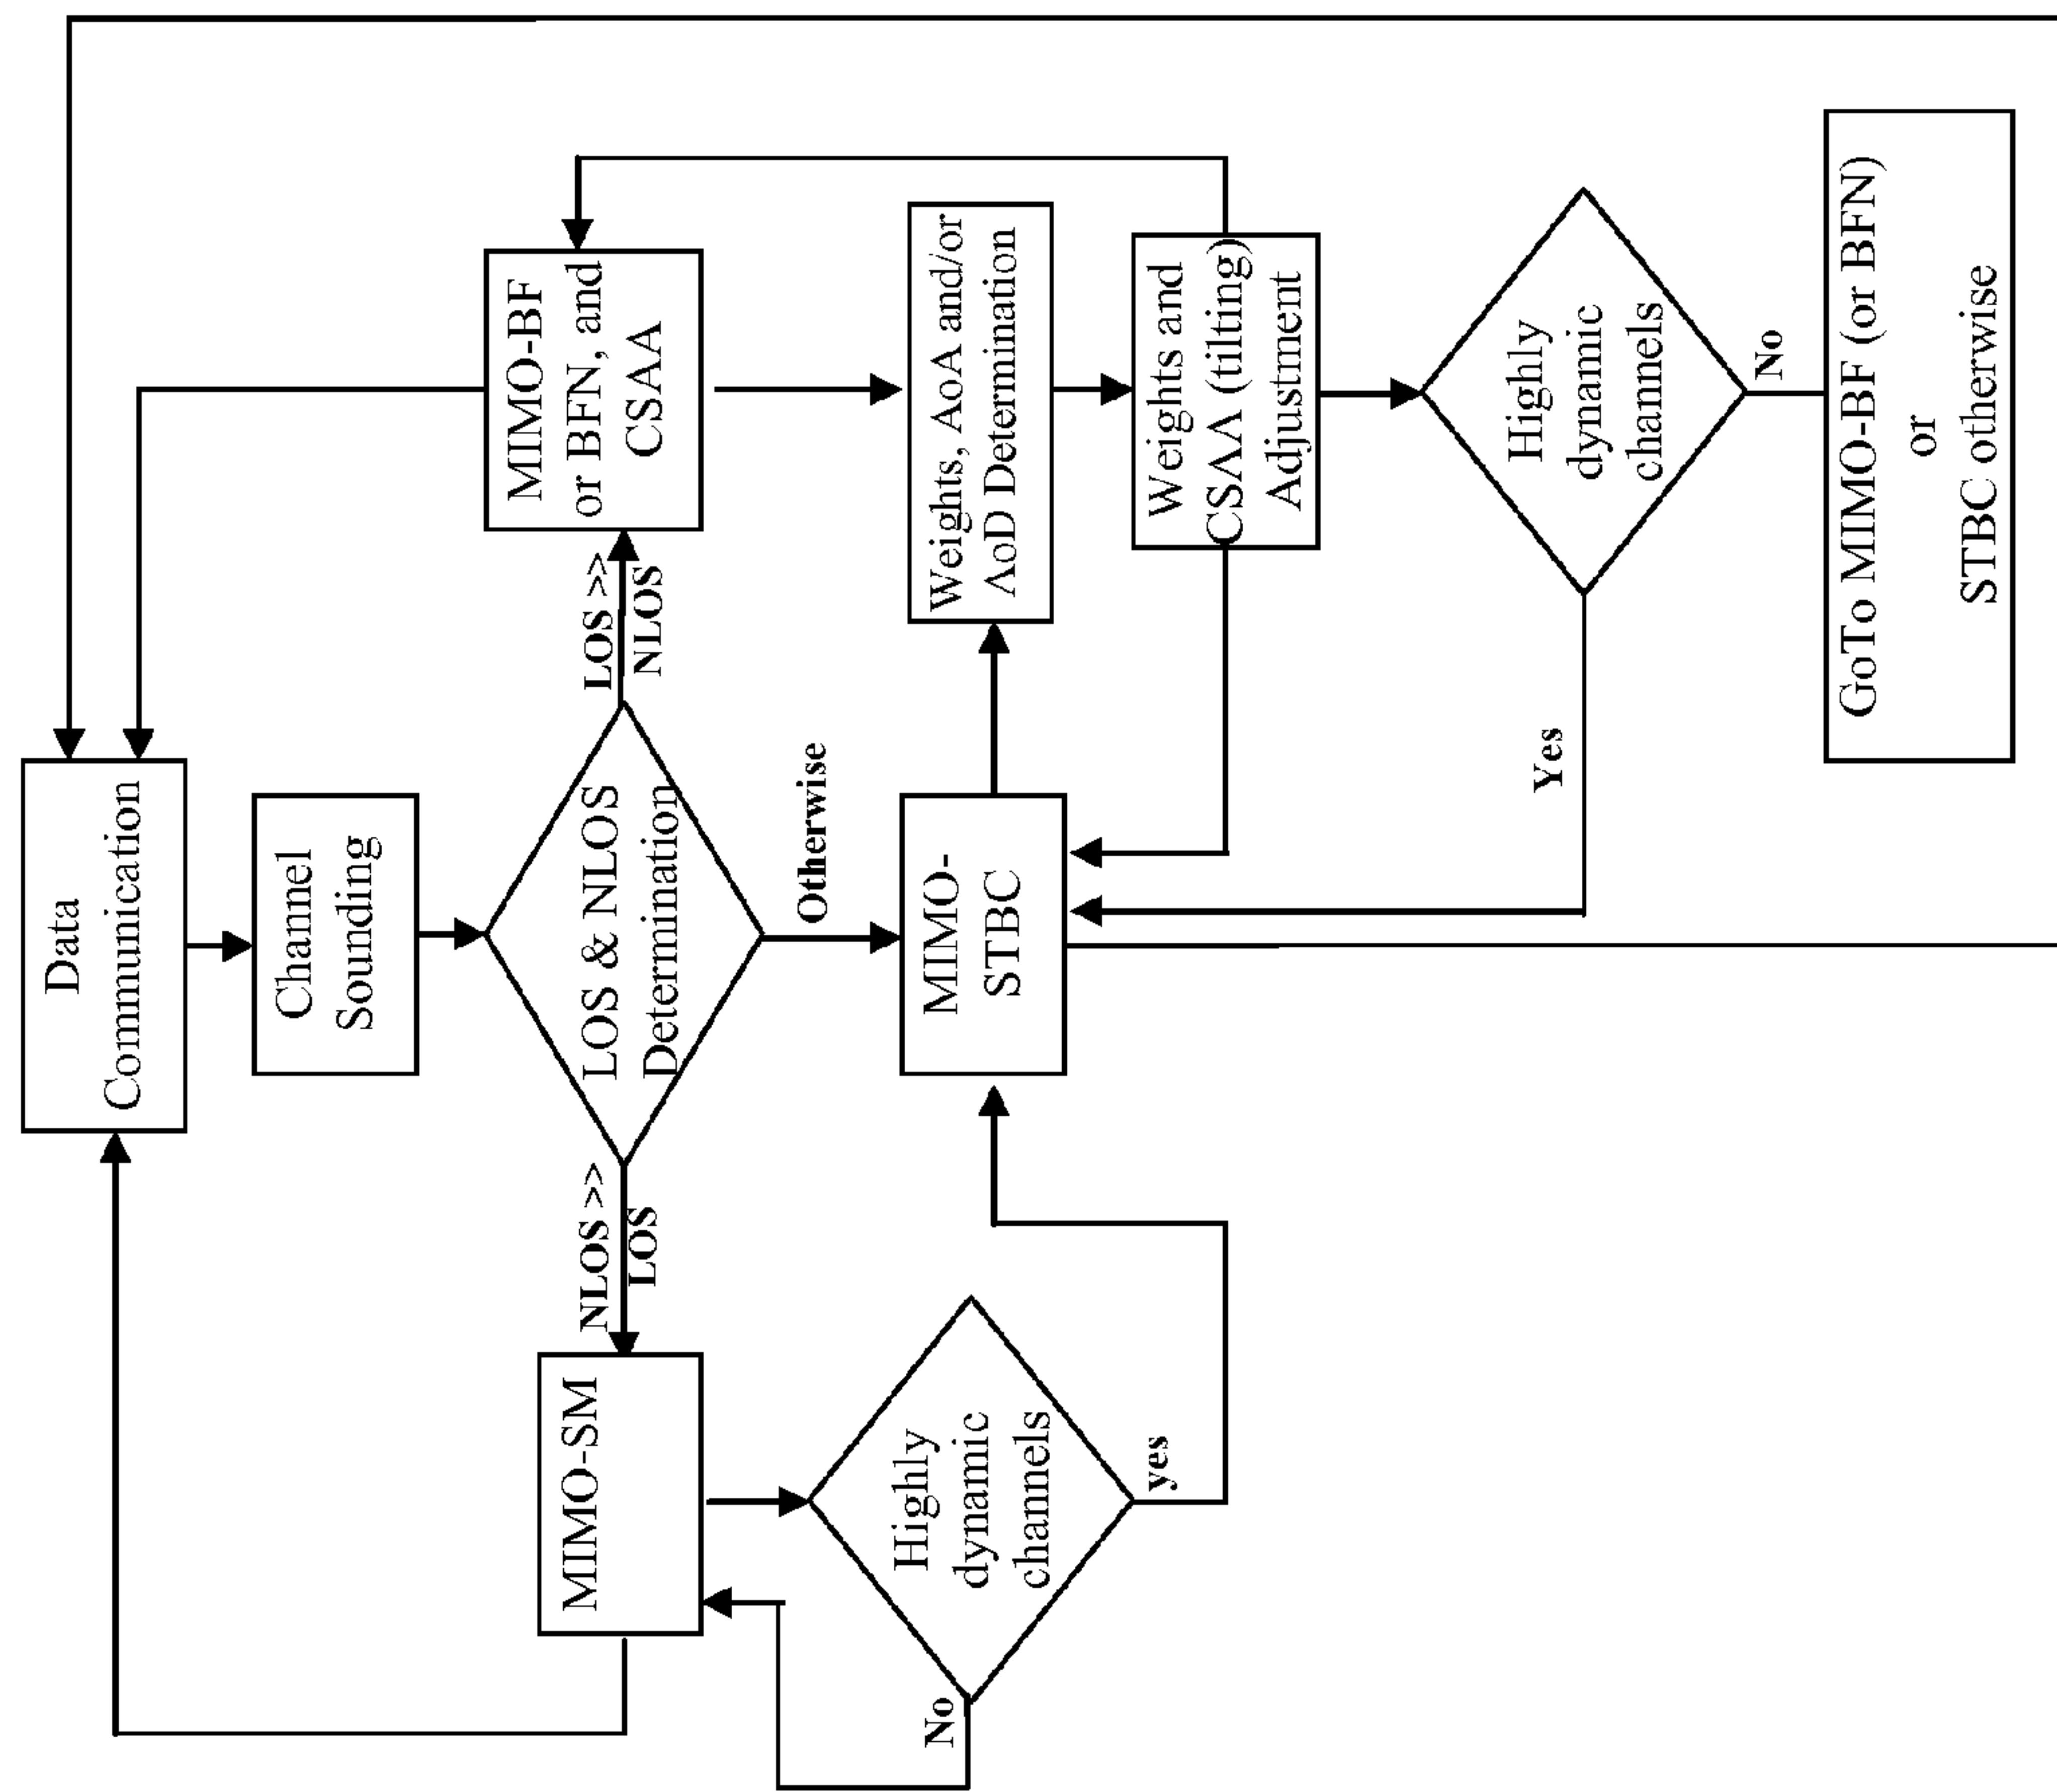 Data
Communication
Channel
Sounding
LOS & NLOS
Determination
NLOS >>
LOS
LOS >>
NLOS
Otherwise
MIMO-SM
MIMO-BF
or BFN, and
CSAA
Highly
dynamic
channels
No
yes
MIMO-
STBC
Weights, AoA and/or
AoD Determination
Weights and
CSAA (tilting)
Adjustment
Highly
dynamic
channels
Yes
No
GoTo MIMO-BF (or BFN)
or
STBC otherwise